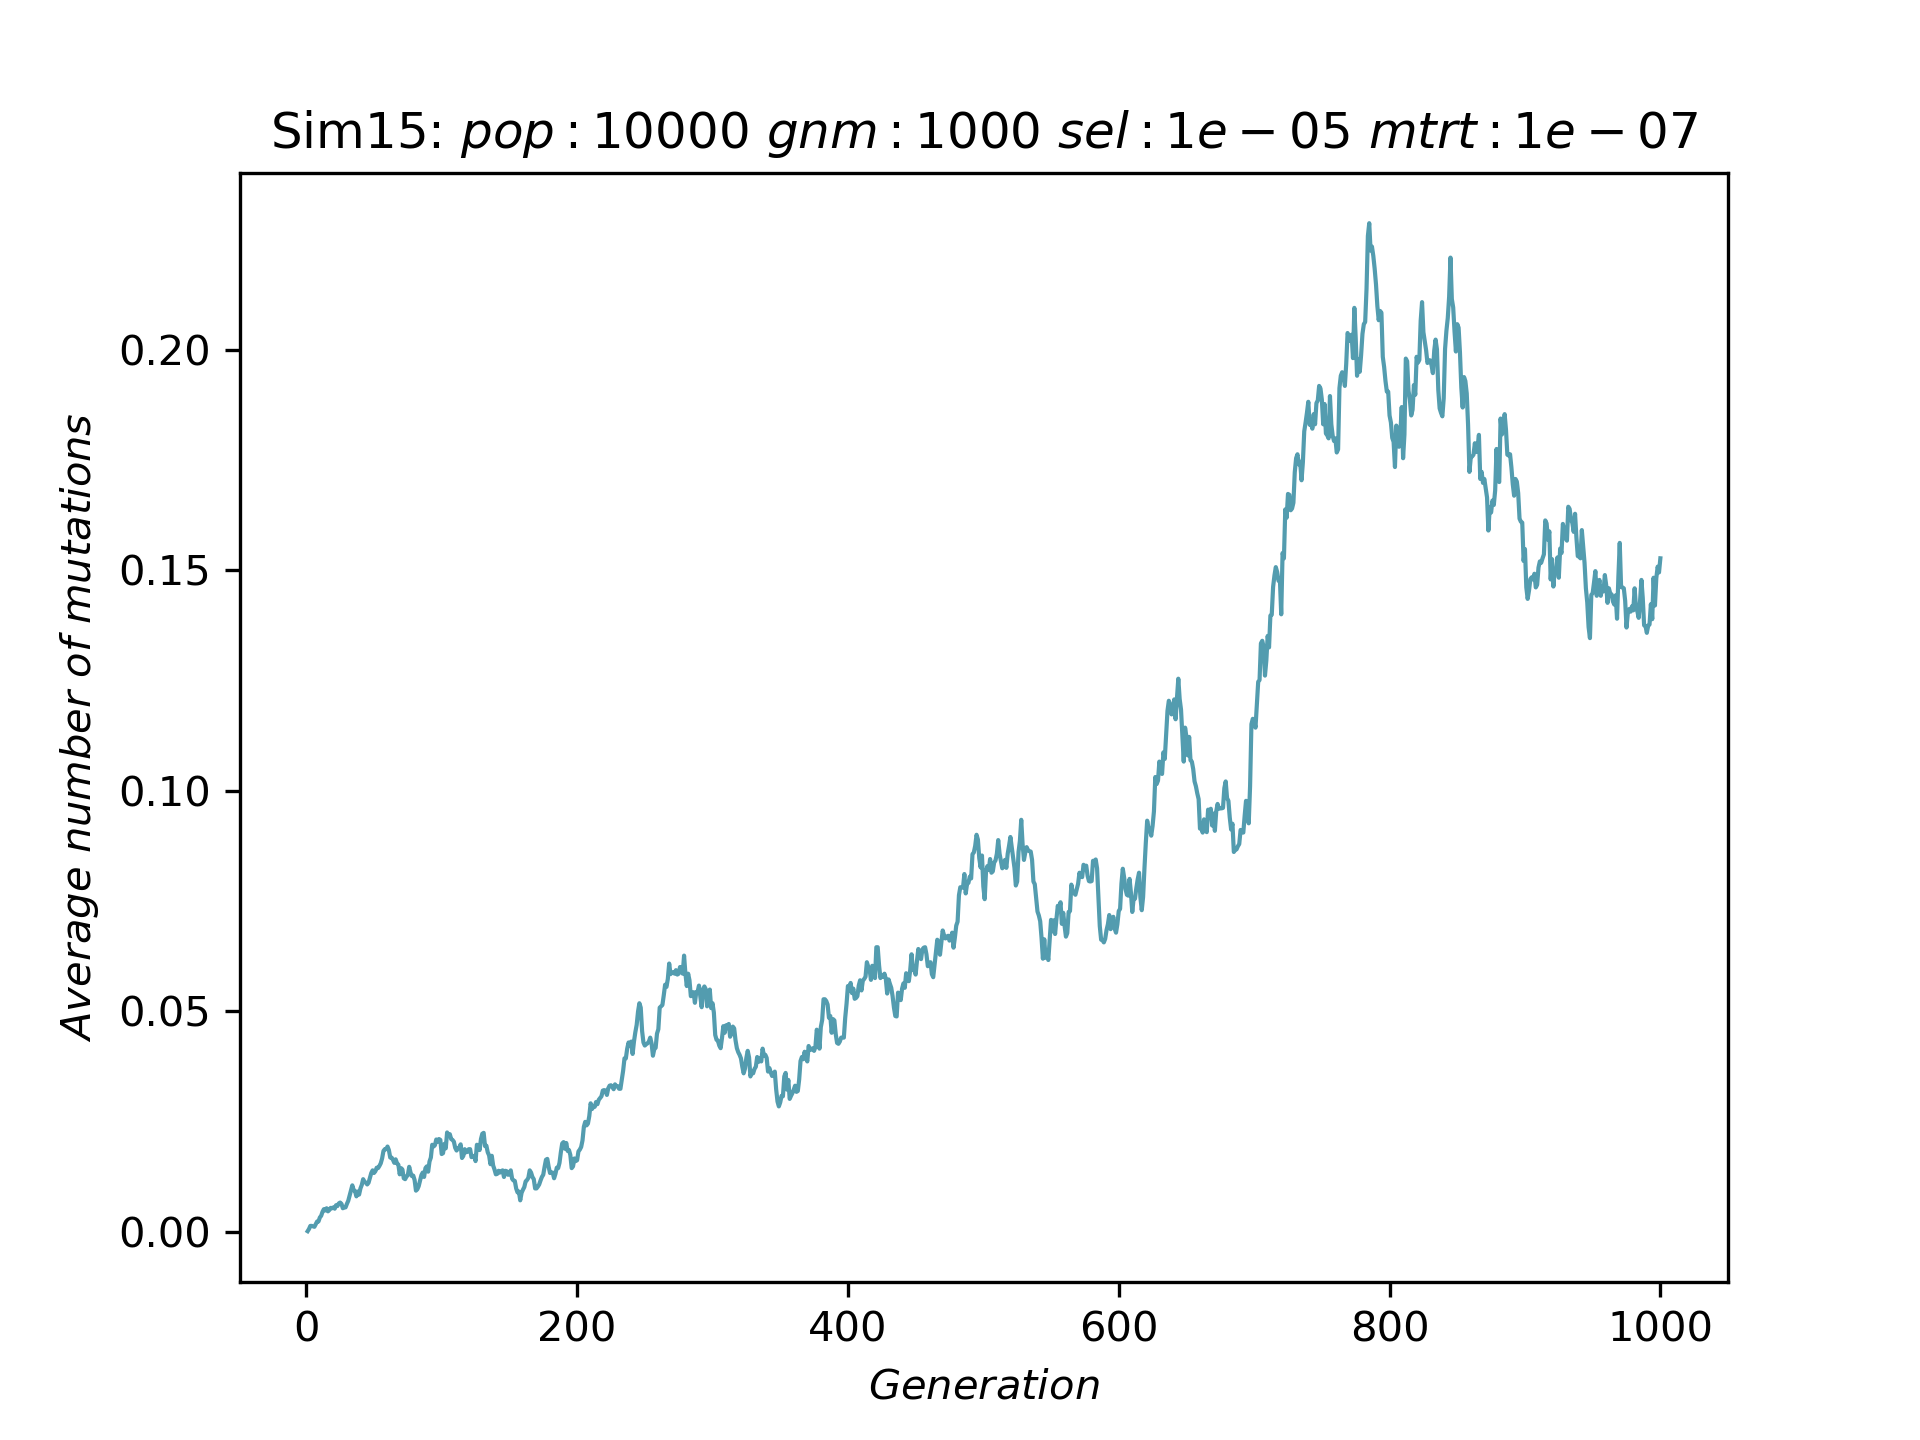 Sim15: pop : 10000 gnm : 1000 sel : 1e − 05 mtrt : 1e − 07
Average number of mutations
0.20
0.15
0.10
0.05
0.00
0 200 400 600 800 1000
Generation